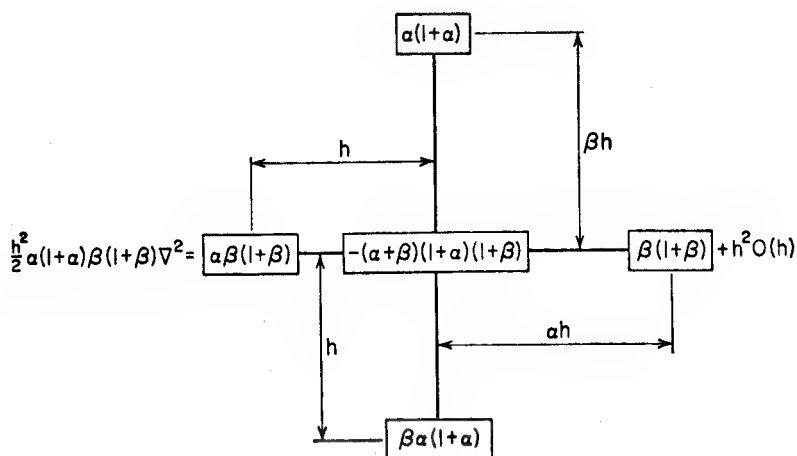 α(1+α)
h
βh
h²/2 α(1+α)β(1+β)∇² = αβ(1+β) -(α+β)(1+α)(1+β) β(1+β) + h²O(h)
h
αh
βα(1+α)